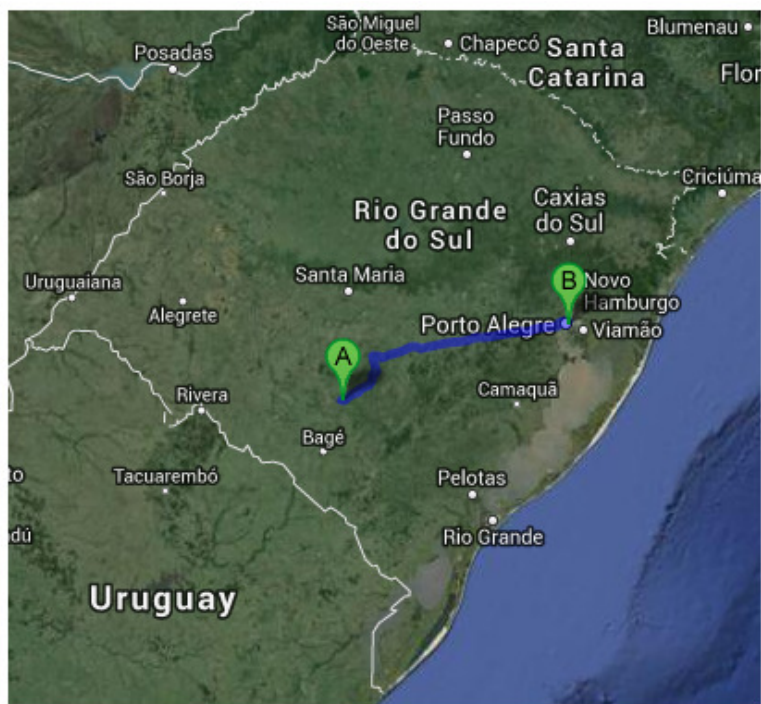 São Miguel
do Oeste
Blumenau
Posadas
Chapecó
Santa
Catarina
Flor
Passo
Fundo
São Borja
Criciúma
Caxias
do Sul
Rio Grande
do Sul
Santa Maria
Uruguaiana
Alegrete
B
Novo
Hamburgo
Porto Alegre
Viamão
A
Camaquã
Rivera
Bagé
to
Tacuarembó
Pelotas
dú
Rio Grande
Uruguay